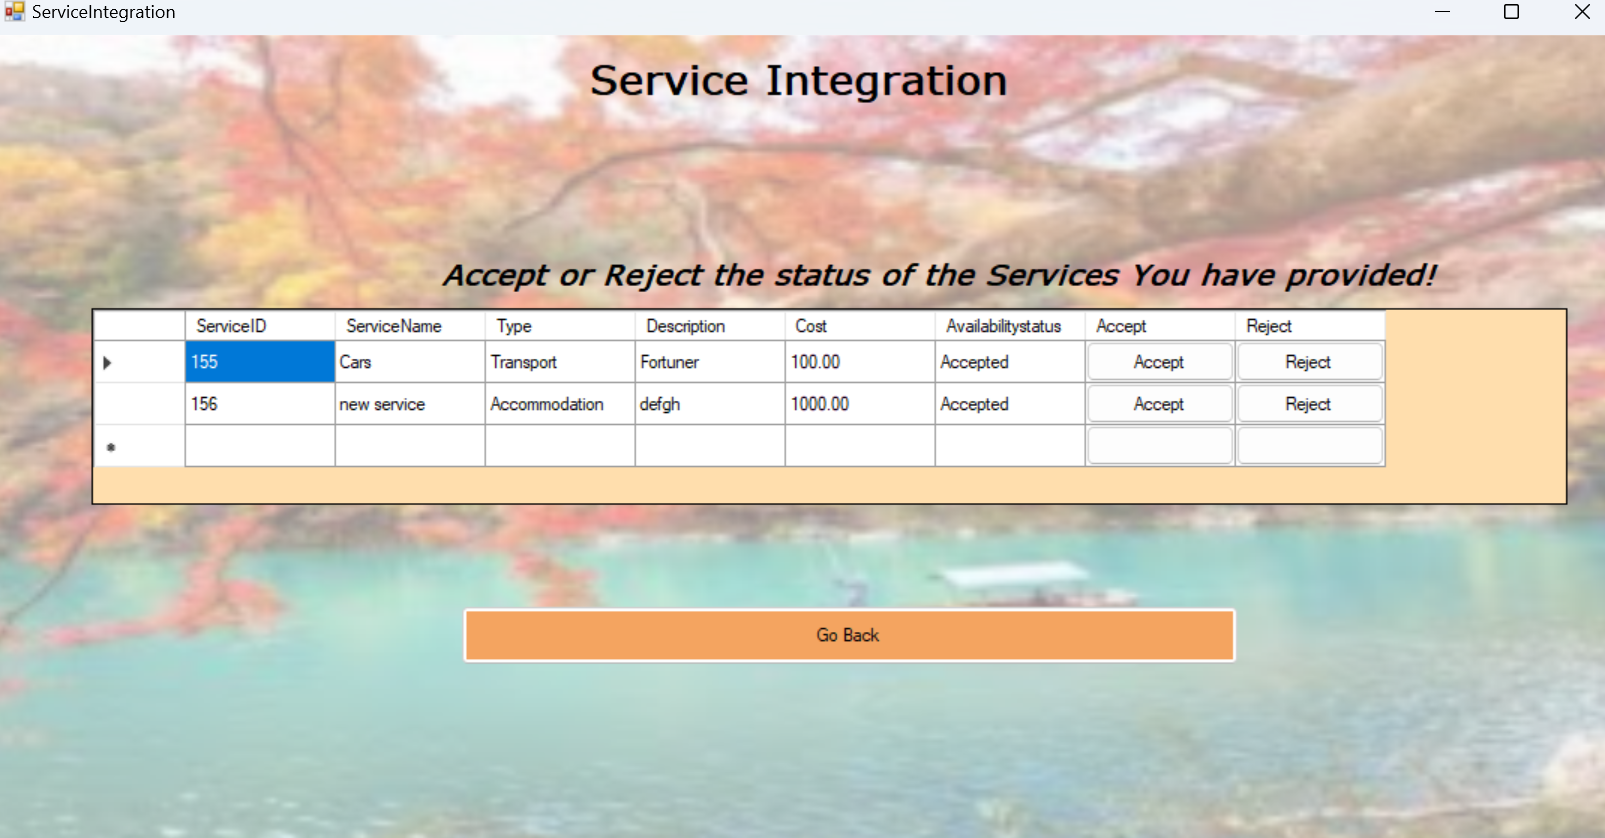 ServiceIntegration
Service Integration
Accept or Reject the status of the Services You have provided!
ServiceID ServiceName Type Description Cost Availabilitystatus Accept Reject
155 Cars Transport Fortuner 100.00 Accepted Accept Reject
156 new service Accommodation defgh 1000.00 Accepted Accept Reject
Go Back